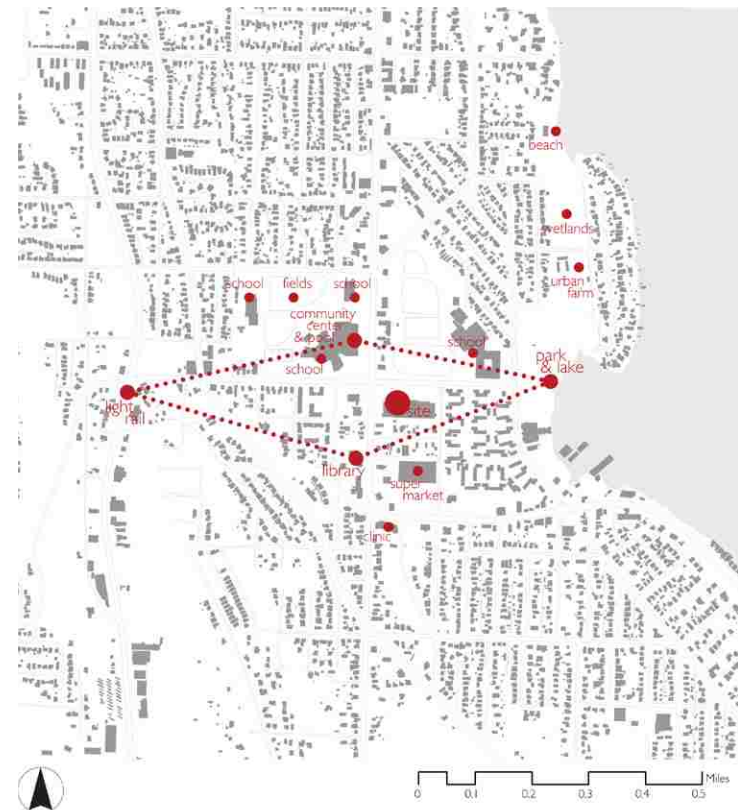 beach
wetlands
urban
farm
school
fields
school
community
center
& pool
school
school
park
& lake
light
rail
site
library
super
market
clinic
Miles
0
0.1
0.2
0.3
0.4
0.5